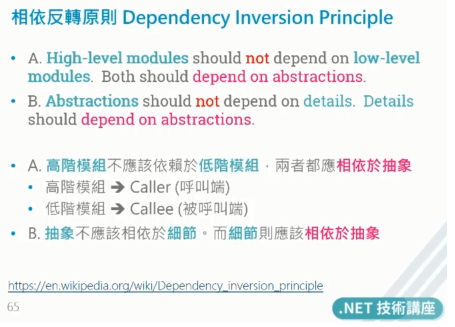 相依反轉原則 Dependency Inversion Principle
• A. High-level modules should not depend on low-level
modules. Both should depend on abstractions.
• B. Abstractions should not depend on details. Details
should depend on abstractions.
• A. 高階模組不應該依賴於低階模組，兩者都應相依於抽象
• 高階模組 ➔ Caller (呼叫端)
• 低階模組 ➔ Callee (被呼叫端)
• B. 抽象不應該相依於細節。而細節則應該相依於抽象
https://en.wikipedia.org/wiki/Dependency_inversion_principle
65
.NET 技術講座